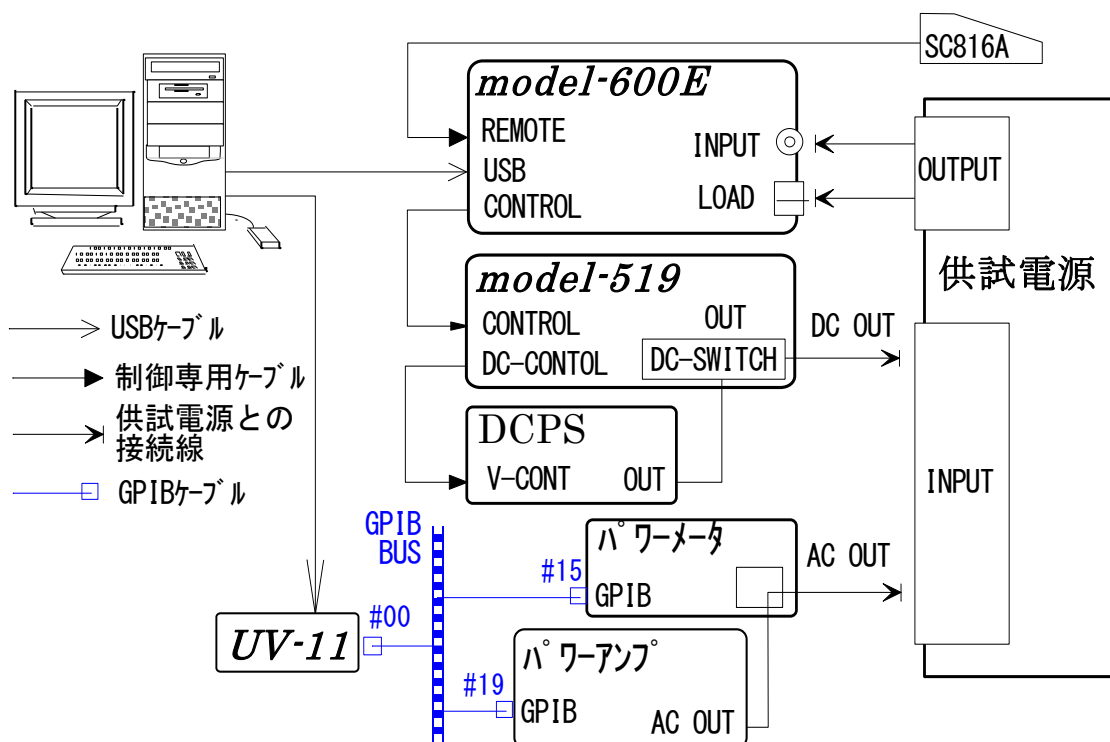 SC816A
model-600E
REMOTE
USB
CONTROL
INPUT
LOAD
OUTPUT
供試電源
model-519
CONTROL
DC-CONTOL
OUT
DC-SWITCH
DC OUT
DCPS
V-CONT
OUT
INPUT
USBｹｰﾌﾞﾙ
制御専用ｹｰﾌﾞﾙ
供試電源との
接続線
GPIBｹｰﾌﾞﾙ
GPIB
BUS
#15
ﾊﾟﾜｰﾒｰﾀ
GPIB
AC OUT
UV-11
#00
#19
ﾊﾟﾜｰｱﾝﾌﾟ
GPIB
AC OUT